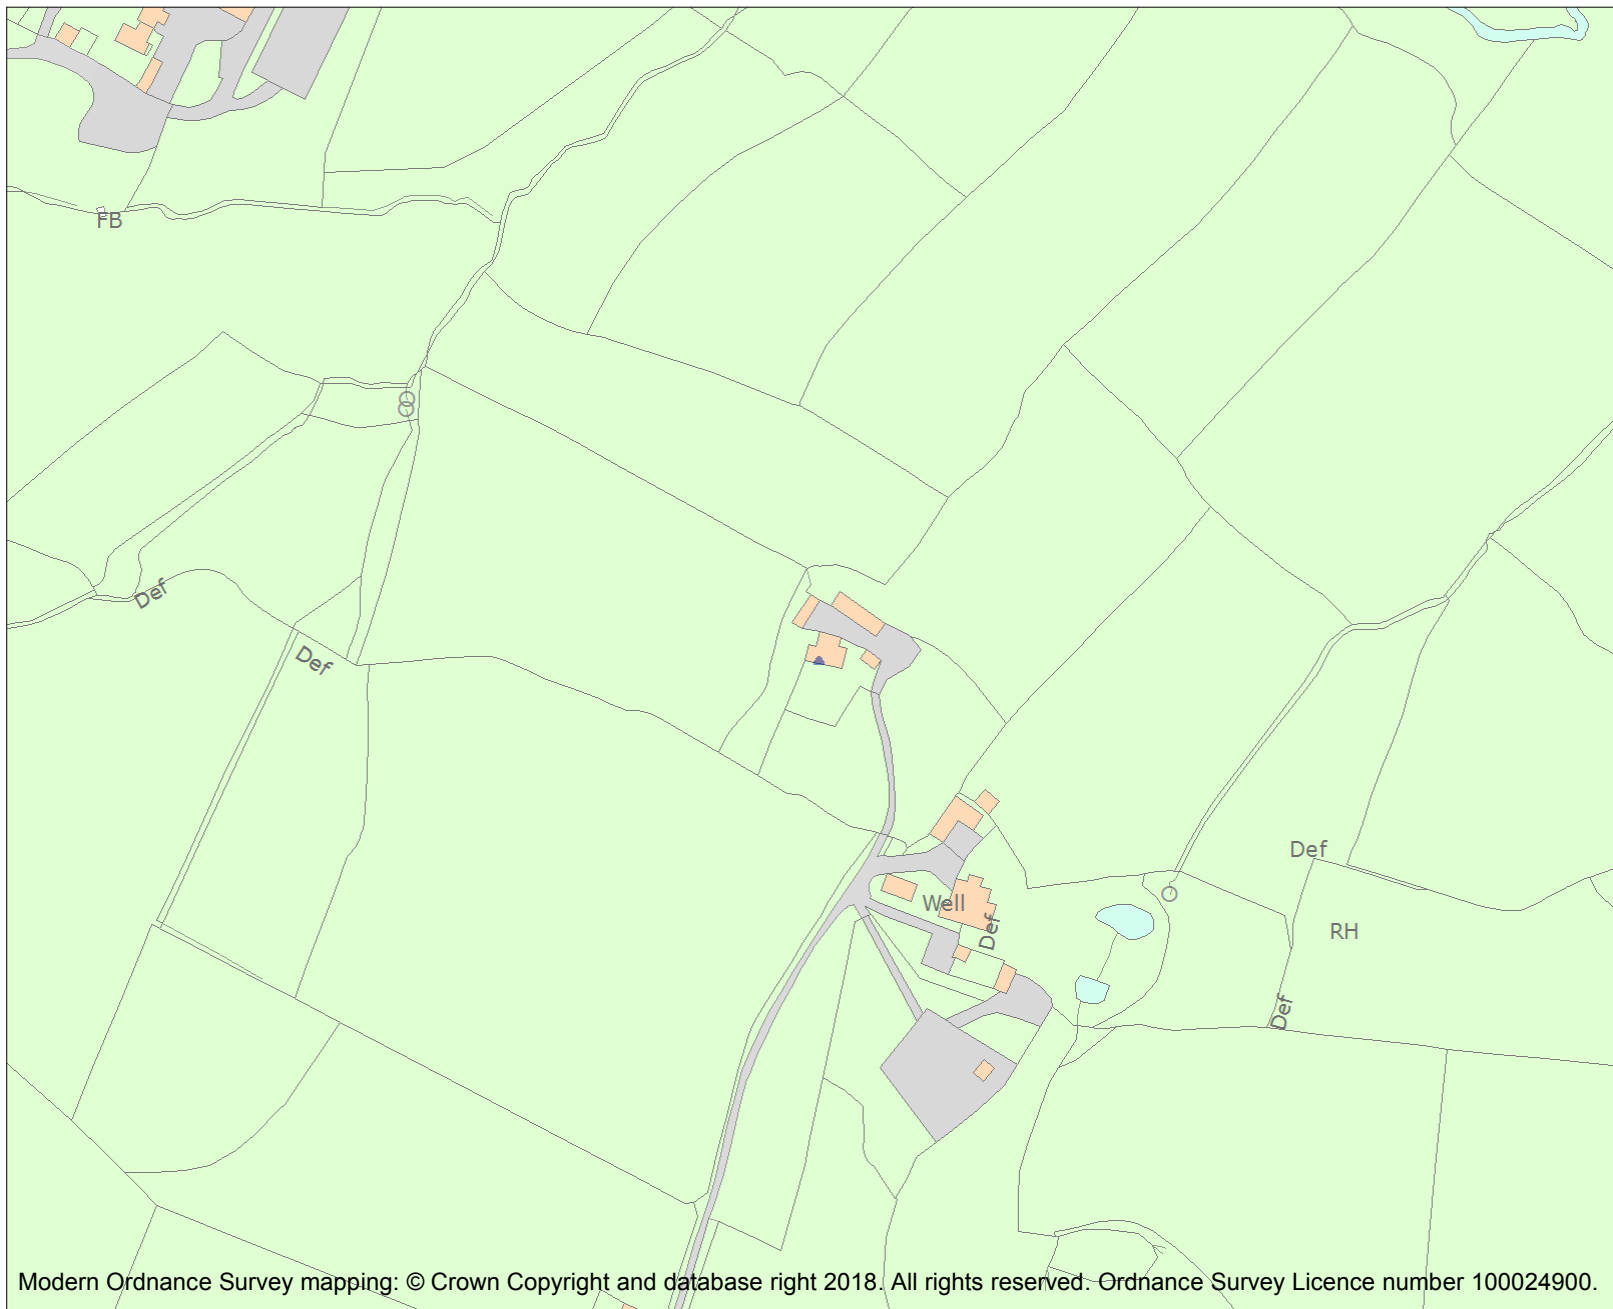 FB
Def
Def
Def
Well
Def
RH
Def
Modern Ordnance Survey mapping: © Crown Copyright and database right 2018. All rights reserved. Ordnance Survey Licence number 100024900.